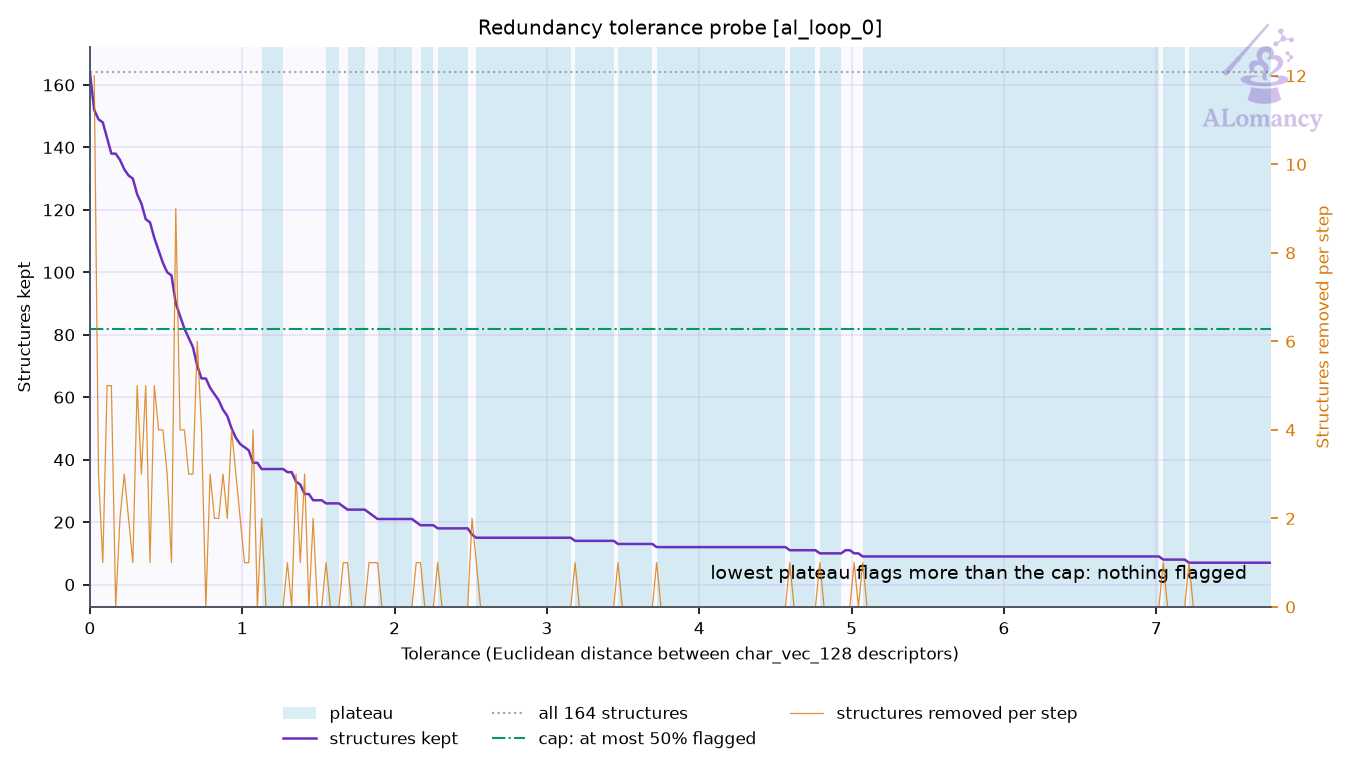 Redundancy tolerance probe [al_loop_0]
ALomancy
Structures kept
160
140
120
100
80
60
40
20
0
12
10
8
6
4
2
0
Structures removed per step
lowest plateau flags more than the cap: nothing flagged
0 1 2 3 4 5 6 7
Tolerance (Euclidean distance between char_vec_128 descriptors)
plateau
structures kept
all 164 structures
cap: at most 50% flagged
structures removed per step